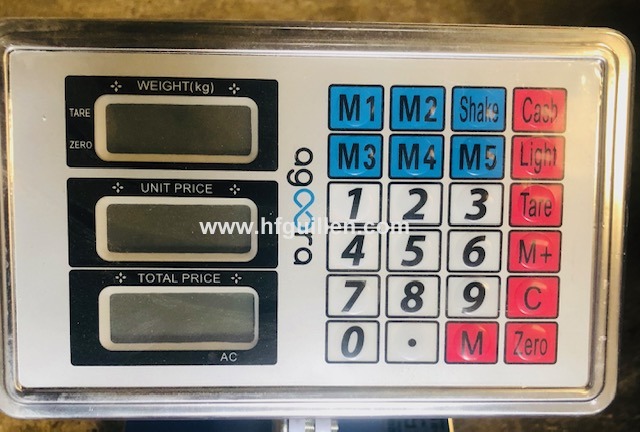 WEIGHT(kg)
TARE
ZERO
UNIT PRICE
TOTAL PRICE
AC
agoora
www.hfguillen.com
M1 M2 Shake Cash
M3 M4 M5 Light
1 2 3 Tare
4 5 6 M+
7 8 9 C
0 . M Zero